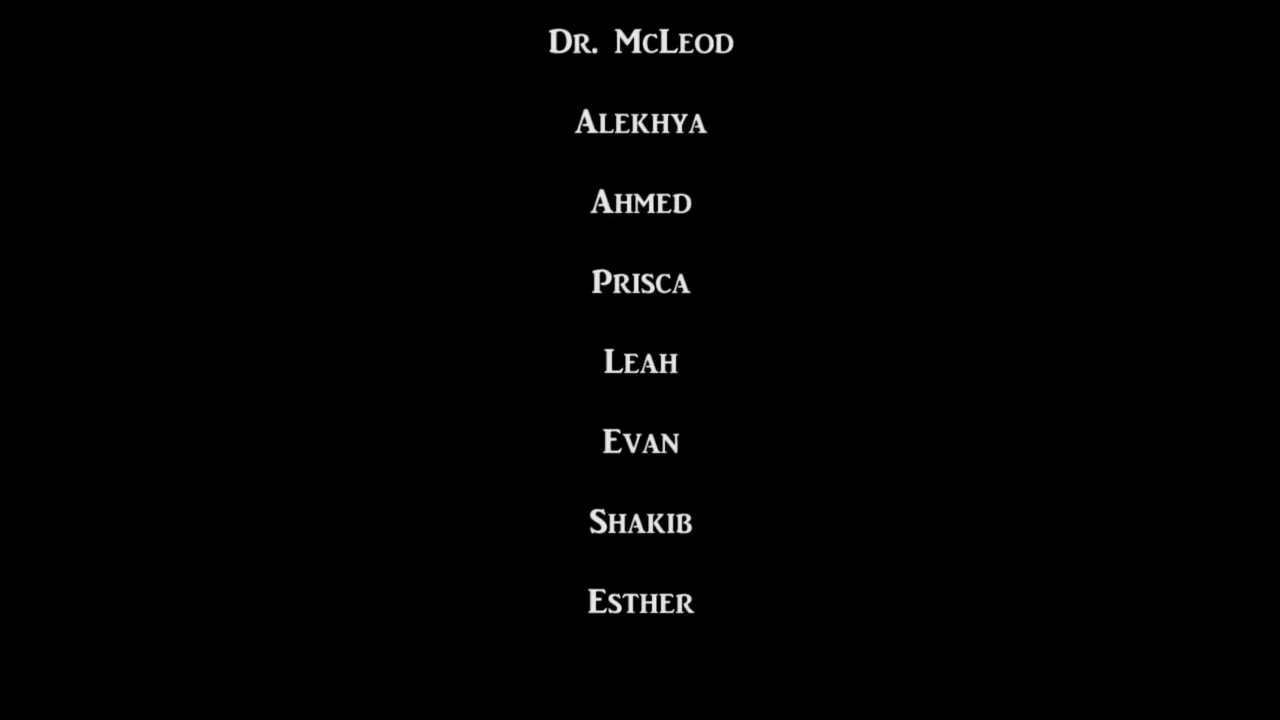 Dr. McLeod
Alekhya
Ahmed
Prisca
Leah
Evan
Shakib
Esther